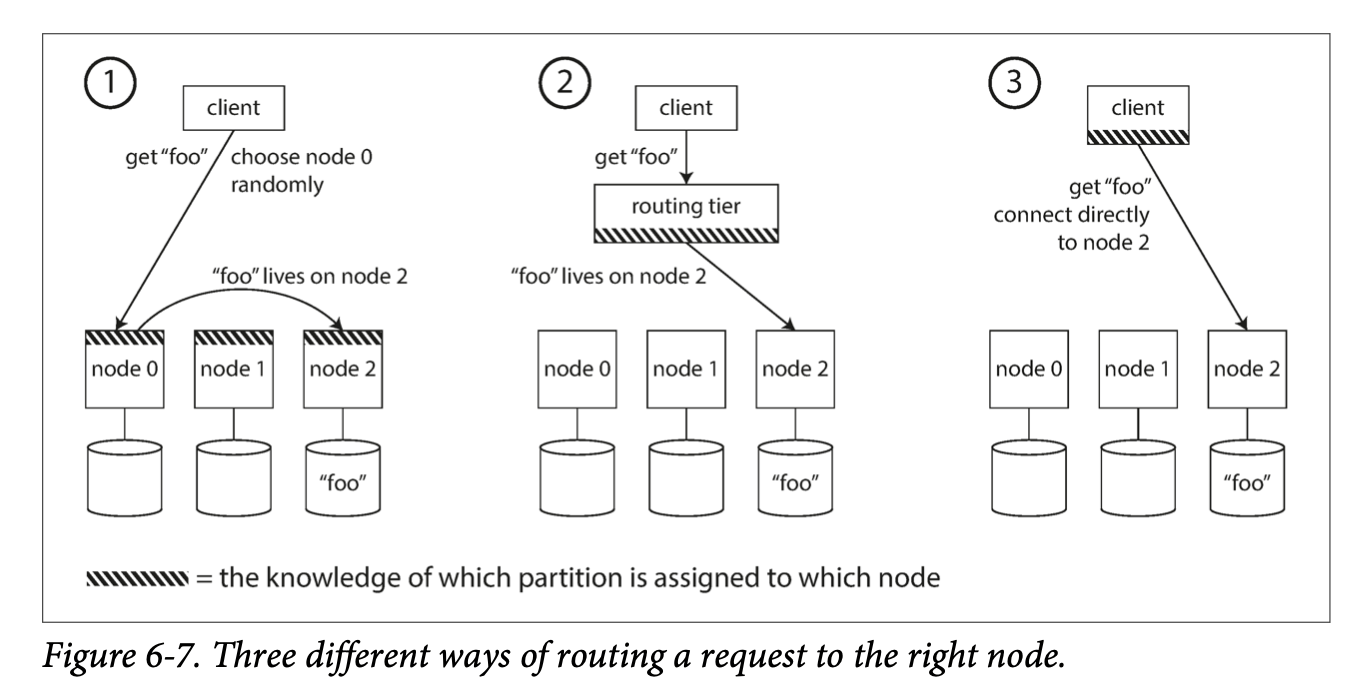 1
client
get “foo”
choose node 0
randomly
“foo” lives on node 2
node 0
node 1
node 2
“foo”
2
client
get “foo”
routing tier
“foo” lives on node 2
node 0
node 1
node 2
“foo”
3
client
get “foo”
connect directly
to node 2
node 0
node 1
node 2
“foo”
= the knowledge of which partition is assigned to which node
Figure 6-7. Three different ways of routing a request to the right node.